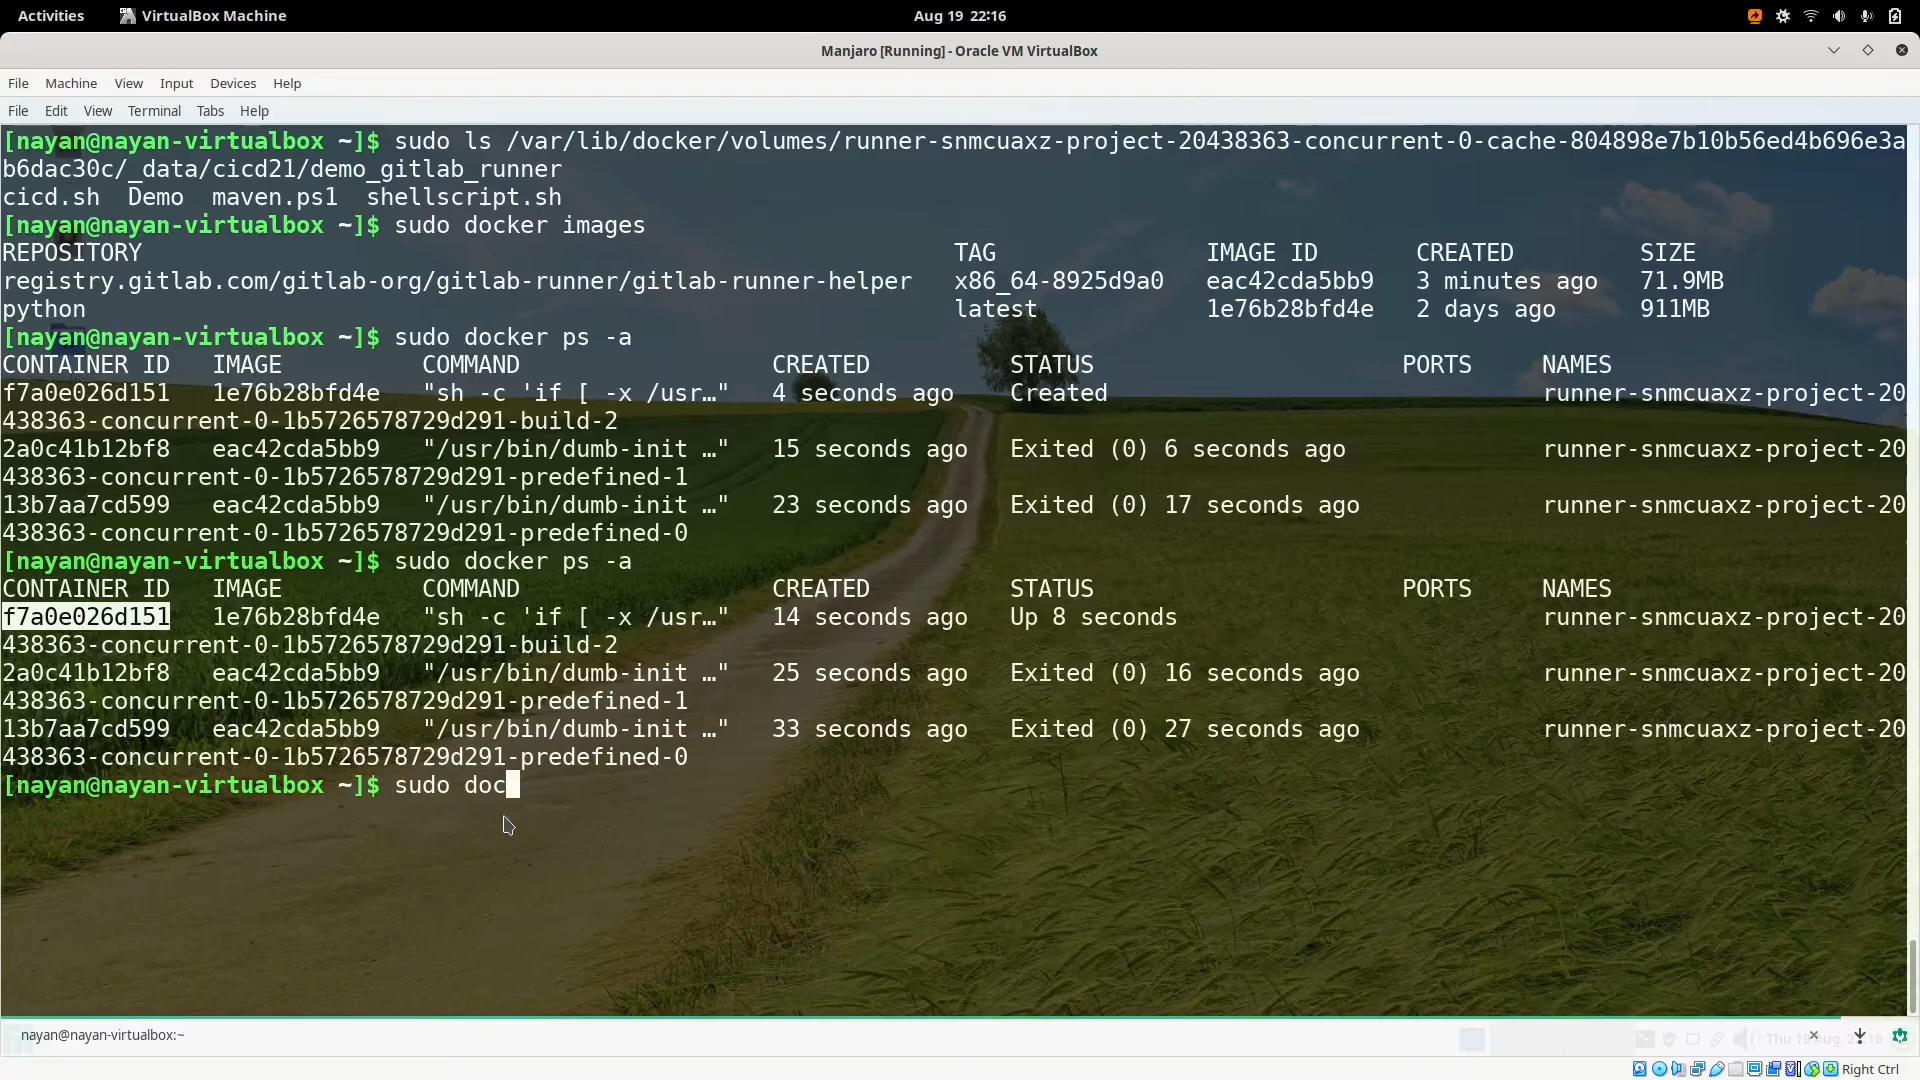 Activities VirtualBox Machine Aug 19 22:16
Manjaro [Running] - Oracle VM VirtualBox
File Machine View Input Devices Help
File Edit View Terminal Tabs Help
[nayan@nayan-virtualbox ~]$ sudo ls /var/lib/docker/volumes/runner-snmcuaxz-project-20438363-concurrent-0-cache-804898e7b10b56ed4b696e3a
b6dac30c/_data/cicd21/demo_gitlab_runner
cicd.sh Demo maven.ps1 shellscript.sh
[nayan@nayan-virtualbox ~]$ sudo docker images
REPOSITORY TAG IMAGE ID CREATED SIZE
registry.gitlab.com/gitlab-org/gitlab-runner/gitlab-runner-helper x86_64-8925d9a0 eac42cda5bb9 3 minutes ago 71.9MB
python latest 1e76b28bfd4e 2 days ago 911MB
[nayan@nayan-virtualbox ~]$ sudo docker ps -a
CONTAINER ID IMAGE COMMAND CREATED STATUS PORTS NAMES
f7a0e026d151 1e76b28bfd4e "sh -c 'if [ -x /usr…" 4 seconds ago Created runner-snmcuaxz-project-20
438363-concurrent-0-1b5726578729d291-build-2
2a0c41b12bf8 eac42cda5bb9 "/usr/bin/dumb-init …" 15 seconds ago Exited (0) 6 seconds ago runner-snmcuaxz-project-20
438363-concurrent-0-1b5726578729d291-predefined-1
13b7aa7cd599 eac42cda5bb9 "/usr/bin/dumb-init …" 23 seconds ago Exited (0) 17 seconds ago runner-snmcuaxz-project-20
438363-concurrent-0-1b5726578729d291-predefined-0
[nayan@nayan-virtualbox ~]$ sudo docker ps -a
CONTAINER ID IMAGE COMMAND CREATED STATUS PORTS NAMES
f7a0e026d151 1e76b28bfd4e "sh -c 'if [ -x /usr…" 14 seconds ago Up 8 seconds runner-snmcuaxz-project-20
438363-concurrent-0-1b5726578729d291-build-2
2a0c41b12bf8 eac42cda5bb9 "/usr/bin/dumb-init …" 25 seconds ago Exited (0) 16 seconds ago runner-snmcuaxz-project-20
438363-concurrent-0-1b5726578729d291-predefined-1
13b7aa7cd599 eac42cda5bb9 "/usr/bin/dumb-init …" 33 seconds ago Exited (0) 27 seconds ago runner-snmcuaxz-project-20
438363-concurrent-0-1b5726578729d291-predefined-0
[nayan@nayan-virtualbox ~]$ sudo doc
nayan@nayan-virtualbox:~
Right Ctrl